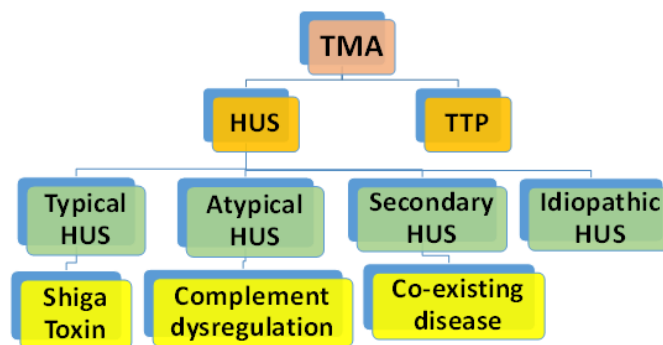 TMA
HUS
TTP
Typical
HUS
Atypical
HUS
Secondary
HUS
Idiopathic
HUS
Shiga
Toxin
Complement
dysregulation
Co-existing
disease